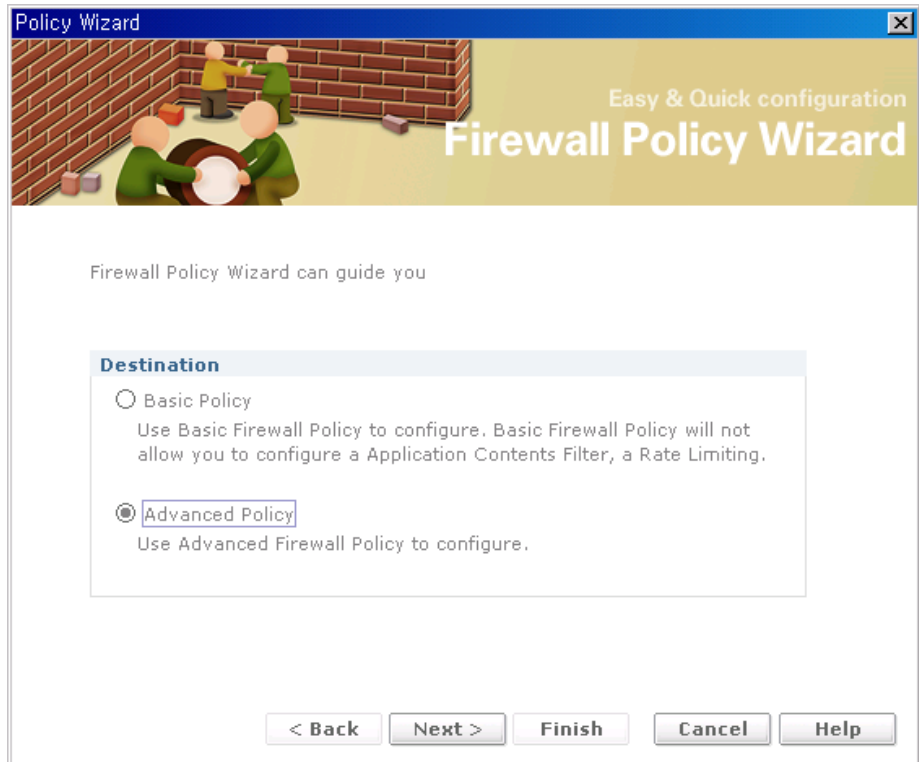 Policy Wizard
Easy & Quick configuration
Firewall Policy Wizard
Firewall Policy Wizard can guide you
Destination
Basic Policy
Use Basic Firewall Policy to configure. Basic Firewall Policy will not
allow you to configure a Application Contents Filter, a Rate Limiting.
Advanced Policy
Use Advanced Firewall Policy to configure.
< Back Next > Finish Cancel Help